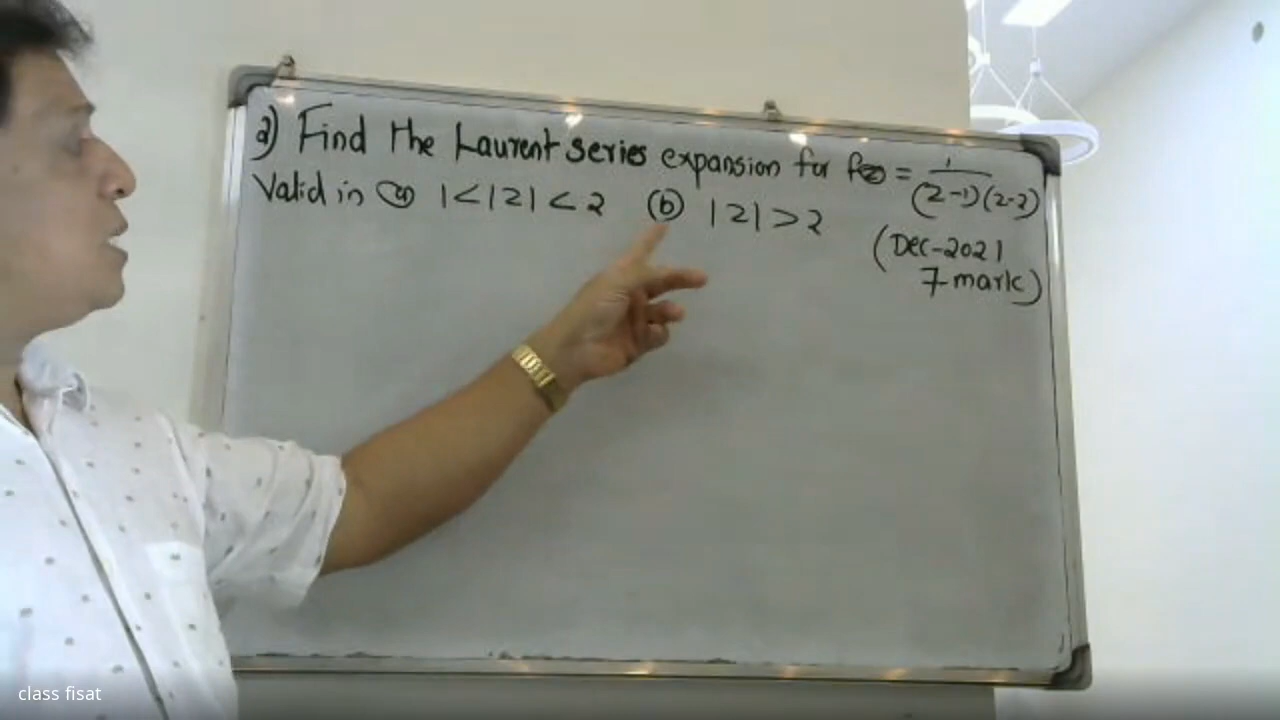 a) Find the Laurent series expansion for f(z) = 1/(z-1)(z-2)
Valid in (a) 1<|z|<2 (b) |z|>2
(Dec-2021
7-mark)
class fisat